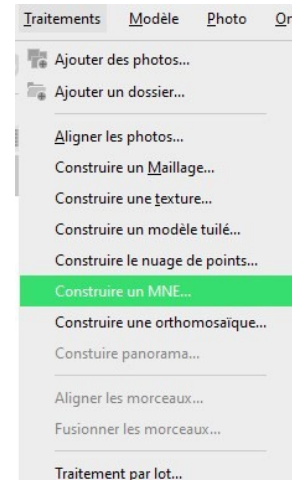 Traitements Modèle Photo
Ajouter des photos...
Ajouter un dossier...
Aligner les photos...
Construire un Maillage...
Construire une texture...
Construire un modèle tuilé...
Construire le nuage de points...
Construire un MNE...
Construire une orthomosaïque...
Constuire panorama...
Aligner les morceaux...
Fusionner les morceaux...
Traitement par lot...